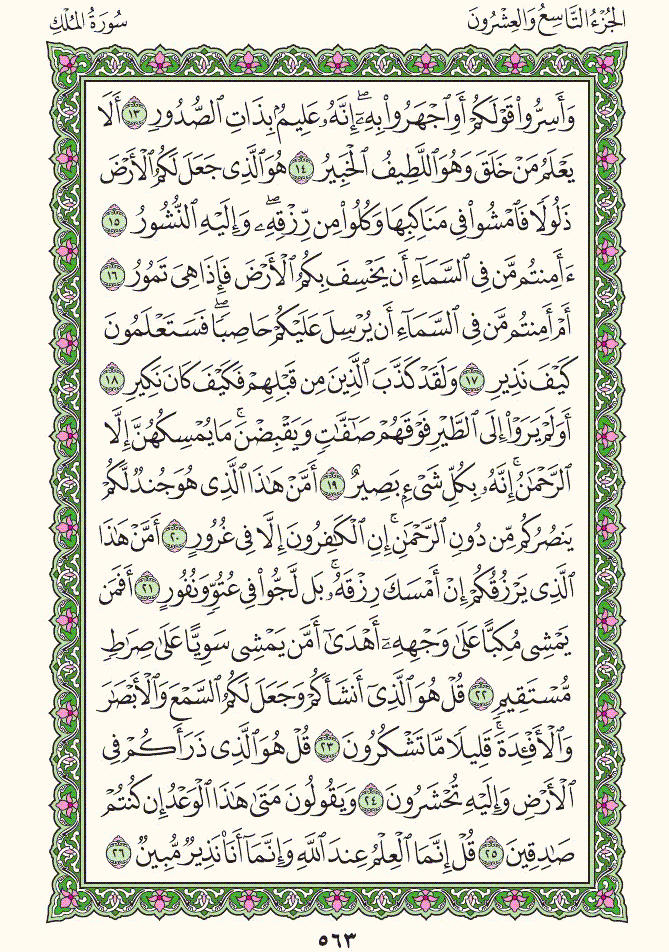 الجُزْءُ التَّاسِعُ وَالعِشْرُونَ
سُورَةُ المُلْكِ
وَأَسِرُّوا۟ قَوْلَكُمْ أَوِ ٱجْهَرُوا۟ بِهِۦٓ ۖ إِنَّهُۥ عَلِيمٌۢ بِذَاتِ ٱلصُّدُورِ ١٣ أَلَا
يَعْلَمُ مَنْ خَلَقَ وَهُوَ ٱللَّطِيفُ ٱلْخَبِيرُ ١٤ هُوَ ٱلَّذِى جَعَلَ لَكُمُ ٱلْأَرْضَ
ذَلُولًا فَٱمْشُوا۟ فِى مَنَاكِبِهَا وَكُلُوا۟ مِن رِّزْقِهِۦ ۖ وَإِلَيْهِ ٱلنُّشُورُ ١٥
ءَأَمِنتُم مَّن فِى ٱلسَّمَآءِ أَن يَخْسِفَ بِكُمُ ٱلْأَرْضَ فَإِذَا هِىَ تَمُورُ ١٦
أَمْ أَمِنتُم مَّن فِى ٱلسَّمَآءِ أَن يُرْسِلَ عَلَيْكُمْ حَاصِبًا ۖ فَسَتَعْلَمُونَ
كَيْفَ نَذِيرِ ١٧ وَلَقَدْ كَذَّبَ ٱلَّذِينَ مِن قَبْلِهِمْ فَكَيْفَ كَانَ نَكِيرِ ١٨
أَوَلَمْ يَرَوْا۟ إِلَى ٱلطَّيْرِ فَوْقَهُمْ صَٰٓفَّٰتٍ وَيَقْبِضْنَ ۚ مَا يُمْسِكُهُنَّ إِلَّا
ٱلرَّحْمَٰنُ ۚ إِنَّهُۥ بِكُلِّ شَىْءٍۭ بَصِيرٌ ١٩ أَمَّنْ هَٰذَا ٱلَّذِى هُوَ جُندٌ لَّكُمْ
يَنصُرُكُم مِّن دُونِ ٱلرَّحْمَٰنِ ۚ إِنِ ٱلْكَٰفِرُونَ إِلَّا فِى غُرُورٍ ٢٠ أَمَّنْ هَٰذَا
ٱلَّذِى يَرْزُقُكُمْ إِنْ أَمْسَكَ رِزْقَهُۥ ۚ بَل لَّجُّوا۟ فِى عُتُوٍّ وَنُفُورٍ ٢١ أَفَمَن
يَمْشِى مُكِبًّا عَلَىٰ وَجْهِهِۦٓ أَهْدَىٰٓ أَمَّن يَمْشِى سَوِيًّا عَلَىٰ صِرَٰطٍ
مُّسْتَقِيمٍ ٢٢ قُلْ هُوَ ٱلَّذِىٓ أَنشَأَكُمْ وَجَعَلَ لَكُمُ ٱلسَّمْعَ وَٱلْأَبْصَٰرَ
وَٱلْأَفْـِٔدَةَ ۖ قَلِيلًا مَّا تَشْكُرُونَ ٢٣ قُلْ هُوَ ٱلَّذِى ذَرَأَكُمْ فِى
ٱلْأَرْضِ وَإِلَيْهِ تُحْشَرُونَ ٢٤ وَيَقُولُونَ مَتَىٰ هَٰذَا ٱلْوَعْدُ إِن كُنتُمْ
صَٰدِقِينَ ٢٥ قُلْ إِنَّمَا ٱلْعِلْمُ عِندَ ٱللَّهِ وَإِنَّمَآ أَنَا۠ نَذِيرٌ مُّبِينٌ ٢٦
٥٦٣